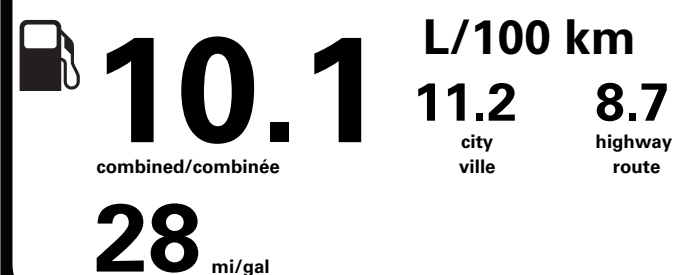 L/100 km
10.1
combined/combinée
11.2
city
ville
8.7
highway
route
28 mi/gal